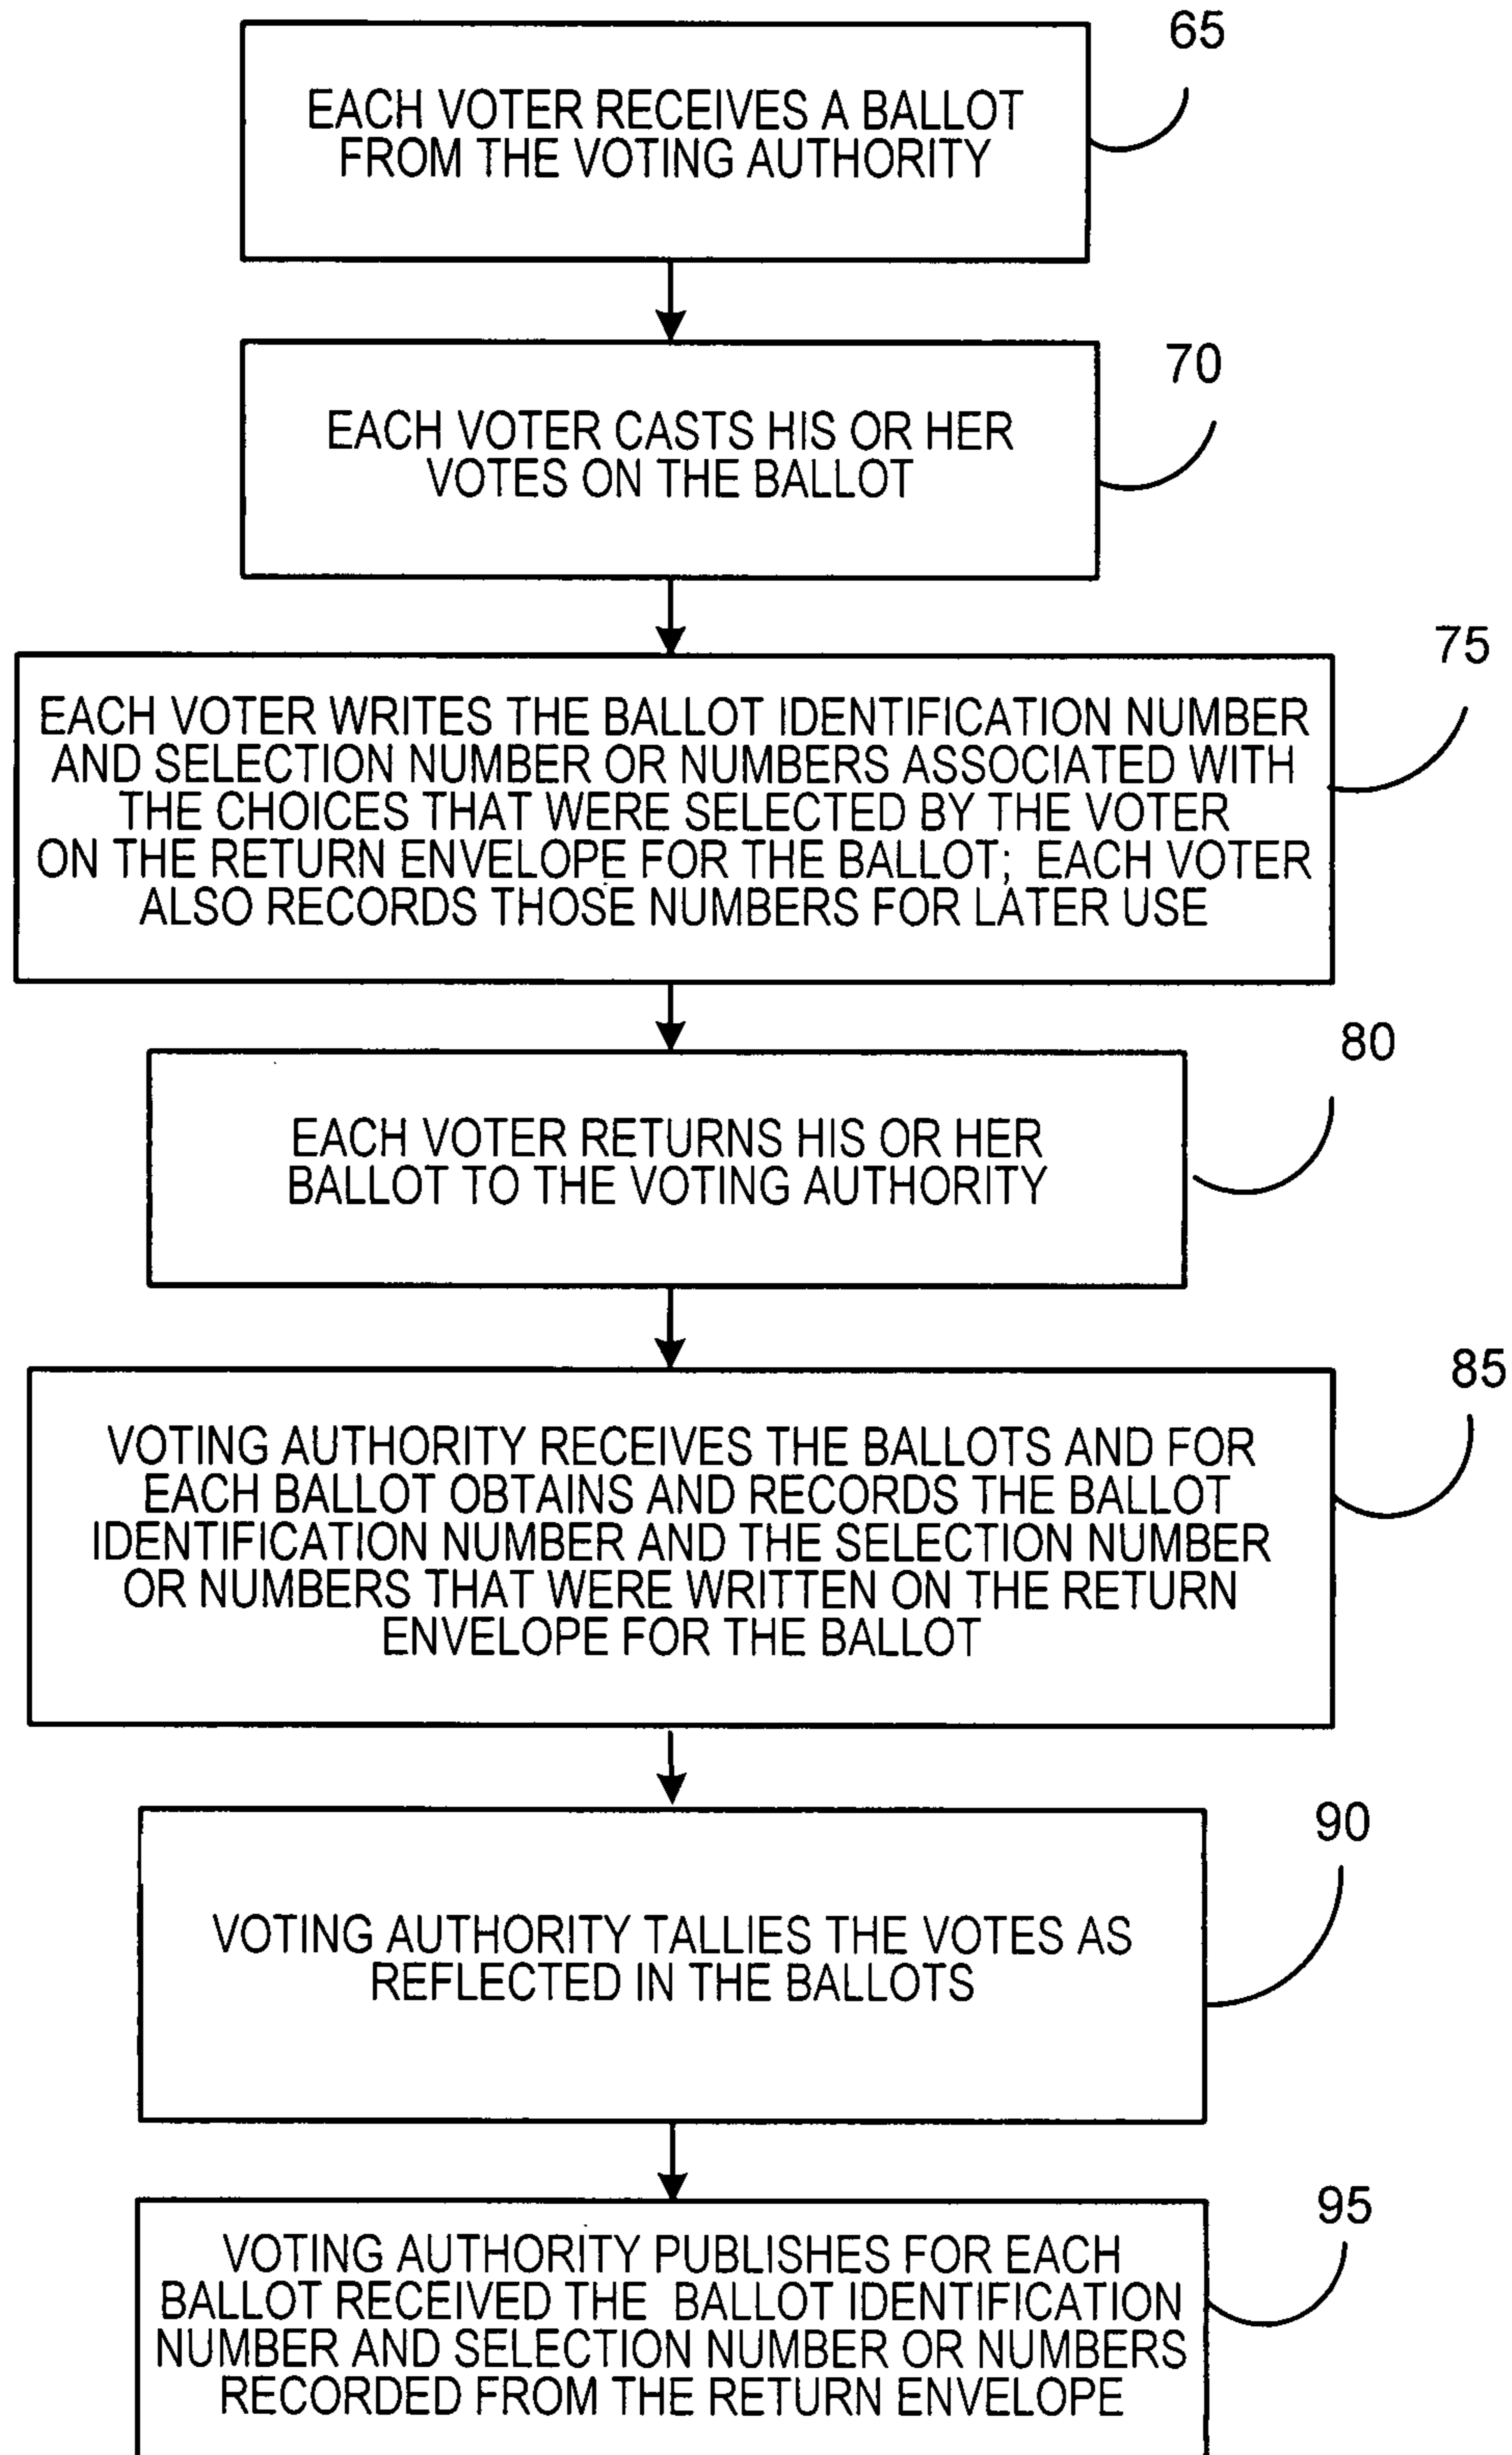 65
EACH VOTER RECEIVES A BALLOT
FROM THE VOTING AUTHORITY
70
EACH VOTER CASTS HIS OR HER
VOTES ON THE BALLOT
75
EACH VOTER WRITES THE BALLOT IDENTIFICATION NUMBER
AND SELECTION NUMBER OR NUMBERS ASSOCIATED WITH
THE CHOICES THAT WERE SELECTED BY THE VOTER
ON THE RETURN ENVELOPE FOR THE BALLOT; EACH VOTER
ALSO RECORDS THOSE NUMBERS FOR LATER USE
80
EACH VOTER RETURNS HIS OR HER
BALLOT TO THE VOTING AUTHORITY
85
VOTING AUTHORITY RECEIVES THE BALLOTS AND FOR
EACH BALLOT OBTAINS AND RECORDS THE BALLOT
IDENTIFICATION NUMBER AND THE SELECTION NUMBER
OR NUMBERS THAT WERE WRITTEN ON THE RETURN
ENVELOPE FOR THE BALLOT
90
VOTING AUTHORITY TALLIES THE VOTES AS
REFLECTED IN THE BALLOTS
95
VOTING AUTHORITY PUBLISHES FOR EACH
BALLOT RECEIVED THE BALLOT IDENTIFICATION
NUMBER AND SELECTION NUMBER OR NUMBERS
RECORDED FROM THE RETURN ENVELOPE